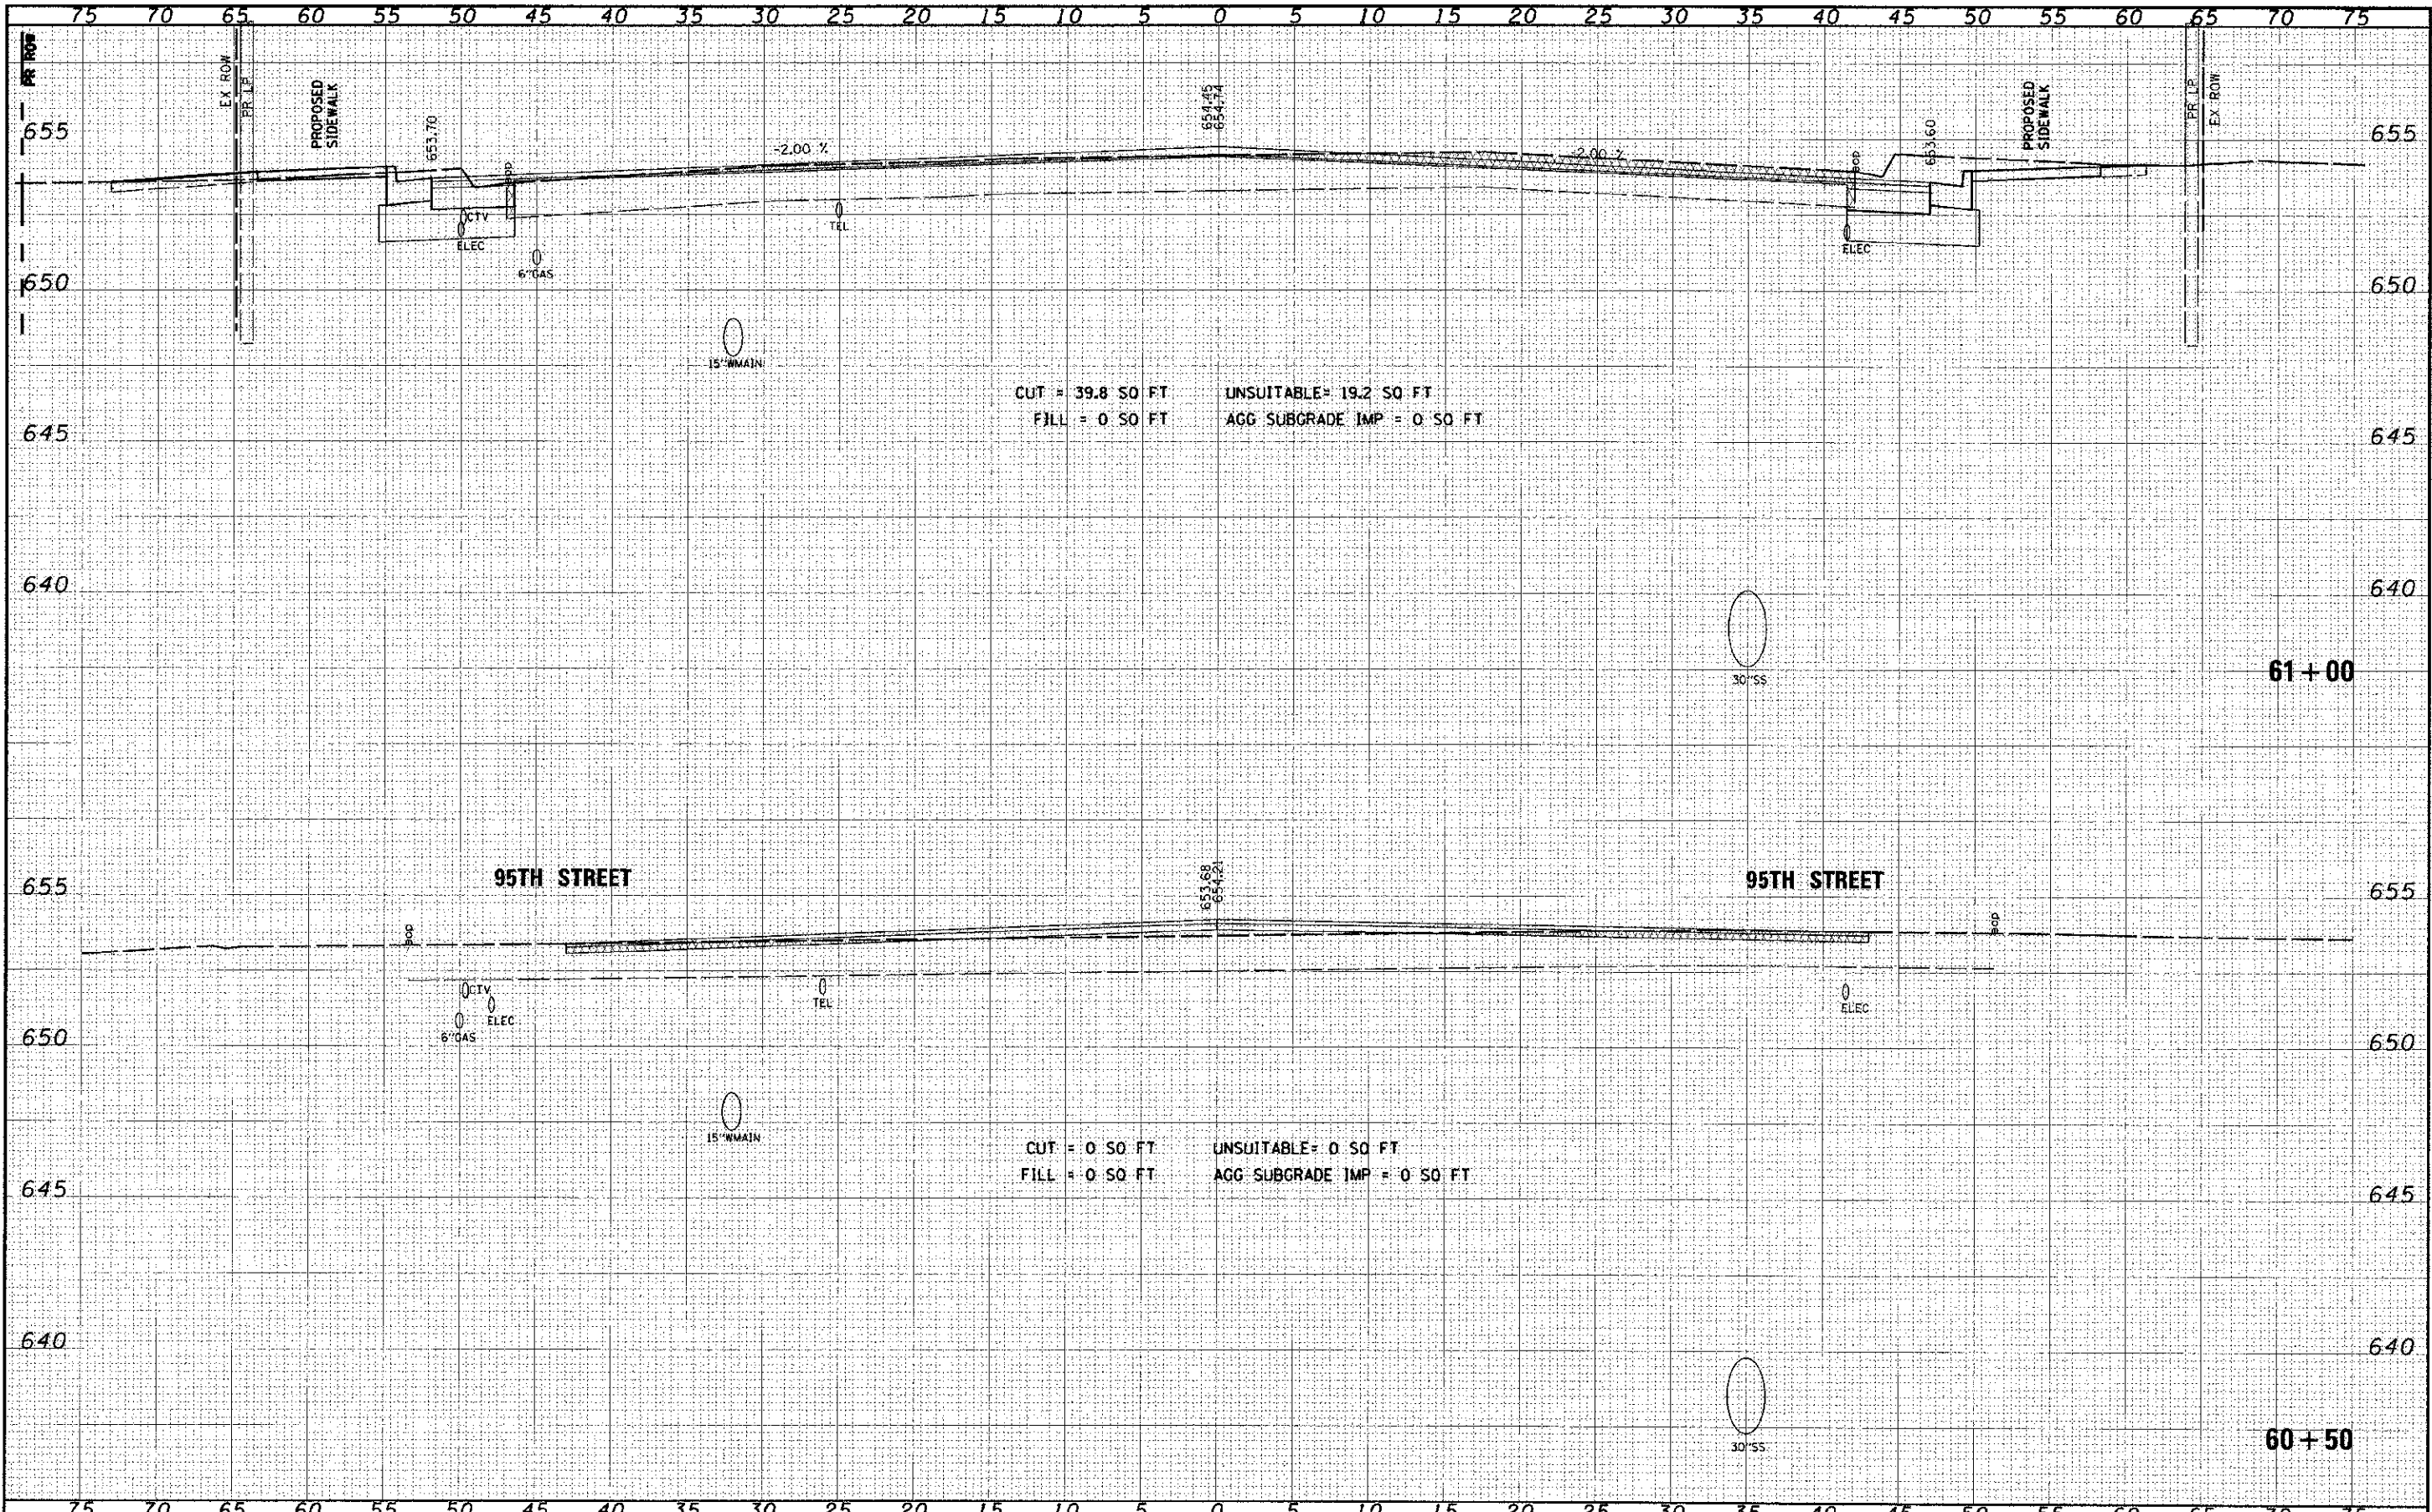 75 70 65 60 55 50 45 40 35 30 25 20 15 10 5 0 5 10 15 20 25 30 35 40 45 50 55 60 65 70 75
PR ROW
EX ROW
PR LP
PROPOSED
SIDEWALK
653.70
654.45
654.74
653.60
PROPOSED
SIDEWALK
PR LP
EX ROW
655
-2.00 %
-2.00 %
655
BOP
BOP
CTV
ELEC
TEL
ELEC
6"GAS
650
650
15"WMAIN
CUT = 39.8 SQ FT UNSUITABLE= 19.2 SQ FT
FILL = 0 SQ FT AGG SUBGRADE IMP = 0 SQ FT
645
645
640
640
30"SS
61+00
95TH STREET
653.68
654.21
95TH STREET
655
655
BOP
BOP
CTV
ELEC
6"GAS
TEL
ELEC
650
650
15"WMAIN
CUT = 0 SQ FT UNSUITABLE= 0 SQ FT
FILL = 0 SQ FT AGG SUBGRADE IMP = 0 SQ FT
645
645
640
640
30"SS
60+50
75 70 65 60 55 50 45 40 35 30 25 20 15 10 5 0 5 10 15 20 25 30 35 40 45 50 55 60 65 70 75